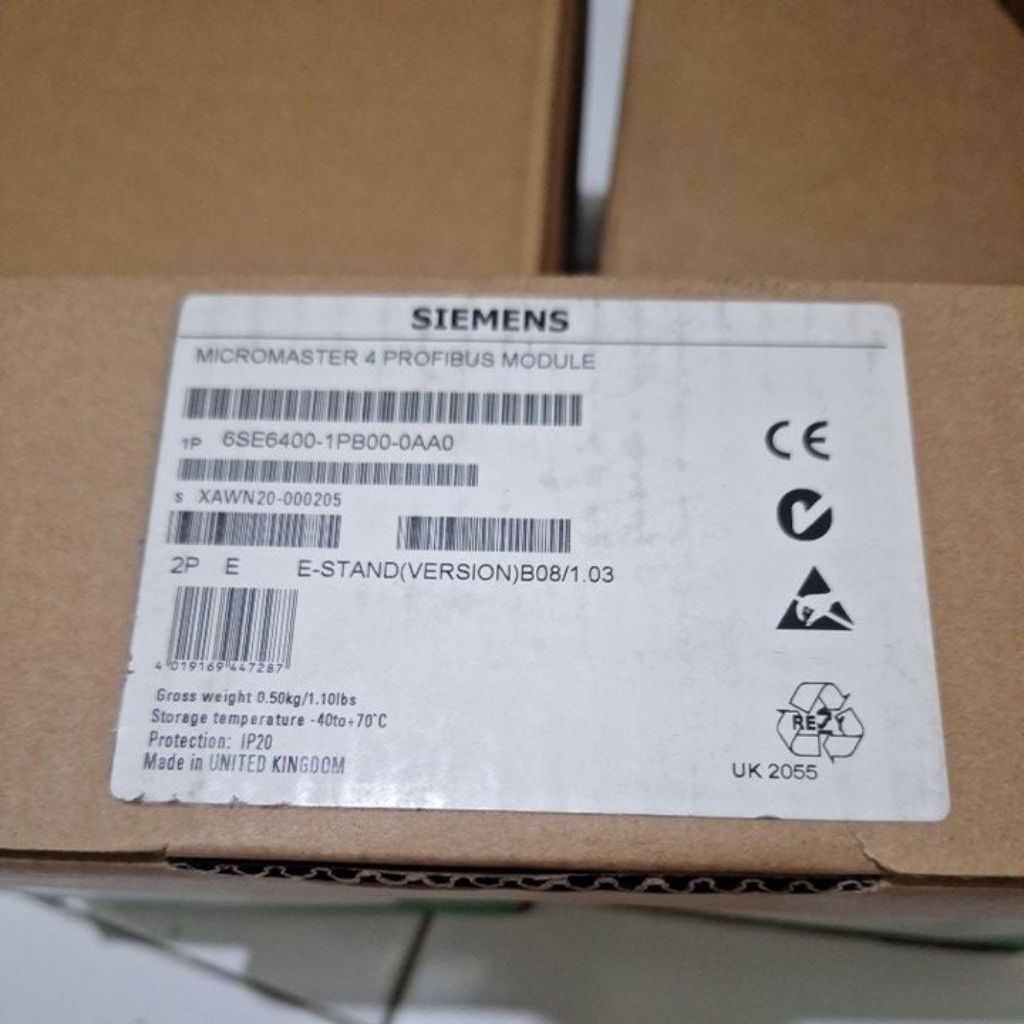 SIEMENS
MICROMASTER 4 PROFIBUS MODULE
1P 6SE6400-1PB00-0AA0
S XAWN20-000205
2P E E-STAND(VERSION)B08/1.03
4 019169 447287
Gross weight 0.50kg/1.10lbs
Storage temperature -40to+70°C
Protection: IP20
Made in UNITED KINGDOM
CE
RESY
UK 2055